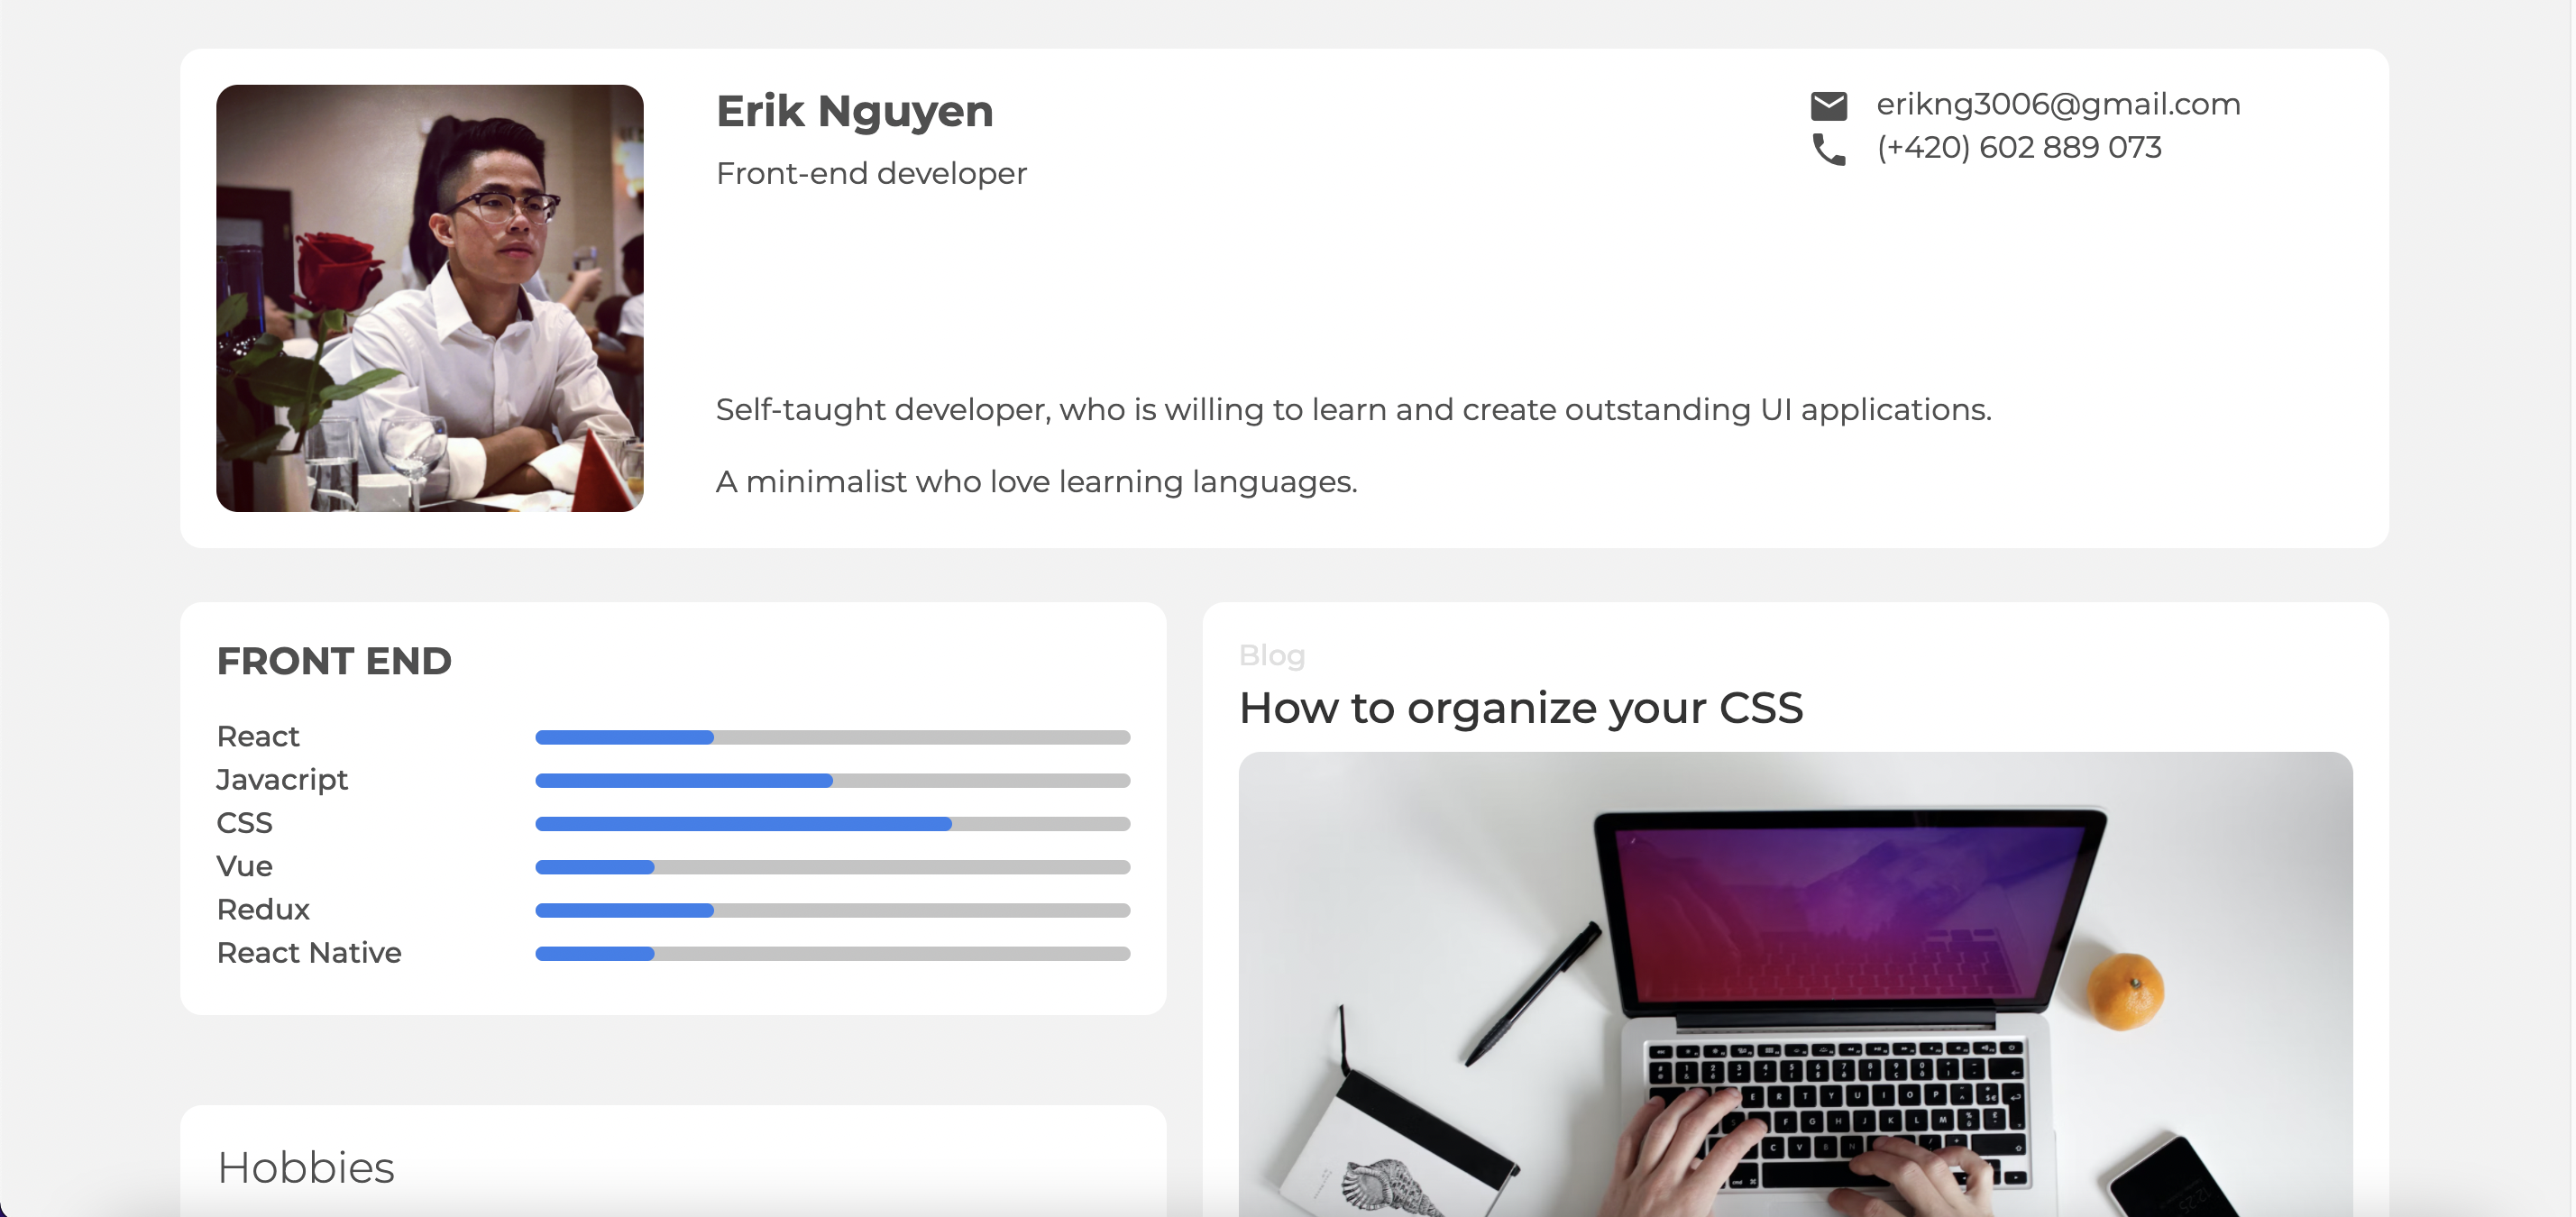 Erik Nguyen
Front-end developer
erikng3006@gmail.com
(+420) 602 889 073
Self-taught developer, who is willing to learn and create outstanding UI applications.
A minimalist who love learning languages.
FRONT END
React
Javacript
CSS
Vue
Redux
React Native
Hobbies
Blog
How to organize your CSS